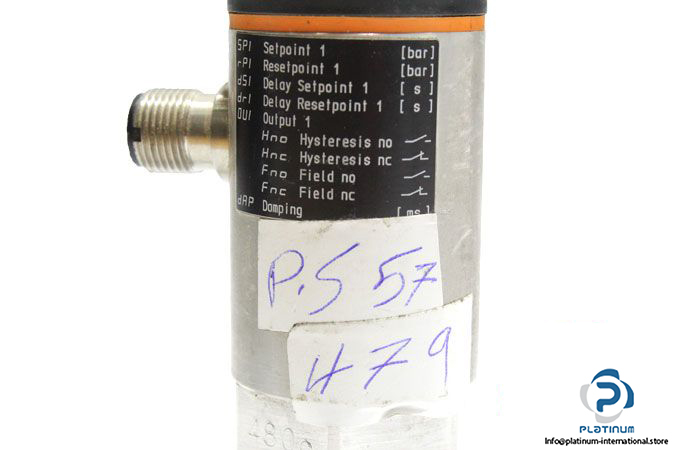 SP1 Setpoint 1 [bar]
rP1 Resetpoint 1 [bar]
dS1 Delay Setpoint 1 [ s ]
dr1 Delay Resetpoint 1 [ s ]
OU1 Output 1
Hno Hysteresis no
Hnc Hysteresis nc
Fno Field no
Fnc Field nc
dAP Damping [ ms ]
P.S 57
479
PLATINUM
Info@platinum-international.store